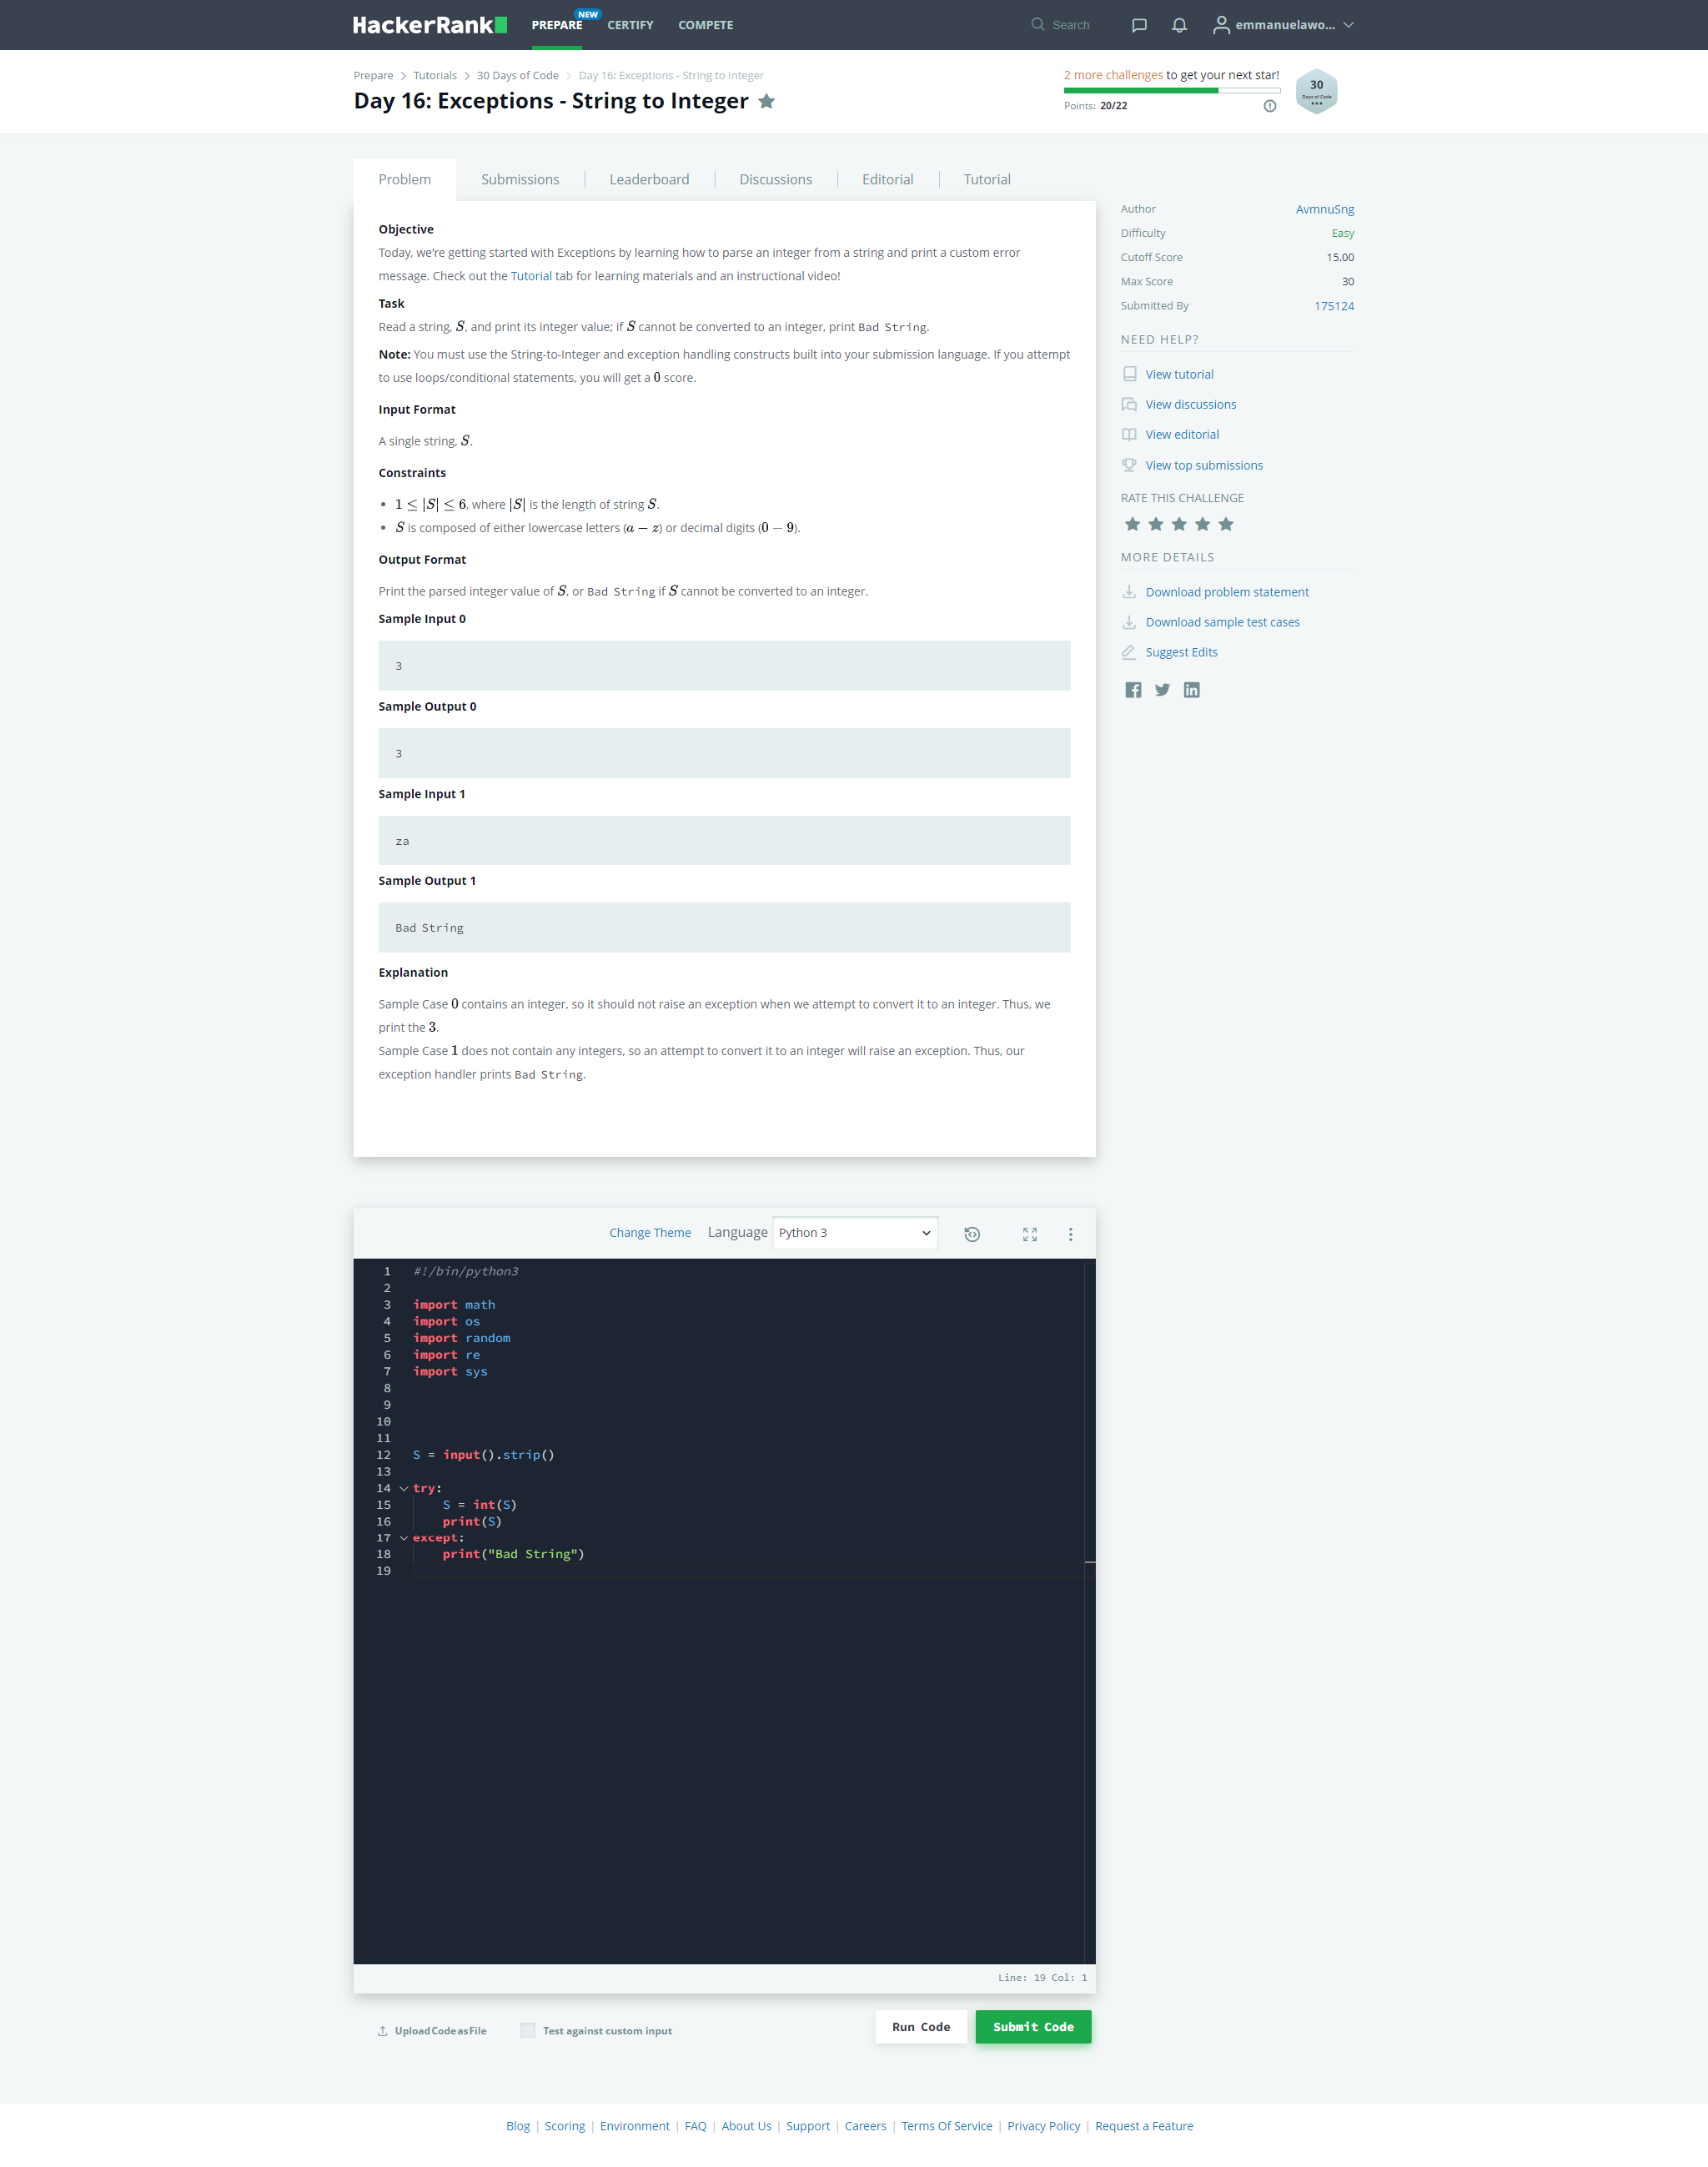 HackerRank
PREPARE
NEW
CERTIFY
COMPETE
Search
emmanuelawo...
Prepare > Tutorials > 30 Days of Code > Day 16: Exceptions - String to Integer
Day 16: Exceptions - String to Integer
2 more challenges to get your next star!
Points: 20/22
30
Days of Code
Problem
Submissions
Leaderboard
Discussions
Editorial
Tutorial
Objective
Today, we're getting started with Exceptions by learning how to parse an integer from a string and print a custom error
message. Check out the Tutorial tab for learning materials and an instructional video!
Task
Read a string, S, and print its integer value; if S cannot be converted to an integer, print Bad String.
Note: You must use the String-to-Integer and exception handling constructs built into your submission language. If you attempt
to use loops/conditional statements, you will get a 0 score.
Input Format
A single string, S.
Constraints
• 1 ≤ |S| ≤ 6, where |S| is the length of string S.
• S is composed of either lowercase letters (a − z) or decimal digits (0 − 9).
Output Format
Print the parsed integer value of S, or Bad String if S cannot be converted to an integer.
Sample Input 0
3
Sample Output 0
3
Sample Input 1
za
Sample Output 1
Bad String
Explanation
Sample Case 0 contains an integer, so it should not raise an exception when we attempt to convert it to an integer. Thus, we
print the 3.
Sample Case 1 does not contain any integers, so an attempt to convert it to an integer will raise an exception. Thus, our
exception handler prints Bad String.
Author AvmnuSng
Difficulty Easy
Cutoff Score 15.00
Max Score 30
Submitted By 175124
NEED HELP?
View tutorial
View discussions
View editorial
View top submissions
RATE THIS CHALLENGE
MORE DETAILS
Download problem statement
Download sample test cases
Suggest Edits
Change Theme Language Python 3
1 #!/bin/python3
2
3 import math
4 import os
5 import random
6 import re
7 import sys
8
9
10
11
12 S = input().strip()
13
14 try:
15 S = int(S)
16 print(S)
17 except:
18 print("Bad String")
19
Line: 19 Col: 1
Upload Code as File
Test against custom input
Run Code
Submit Code
Blog | Scoring | Environment | FAQ | About Us | Support | Careers | Terms Of Service | Privacy Policy | Request a Feature